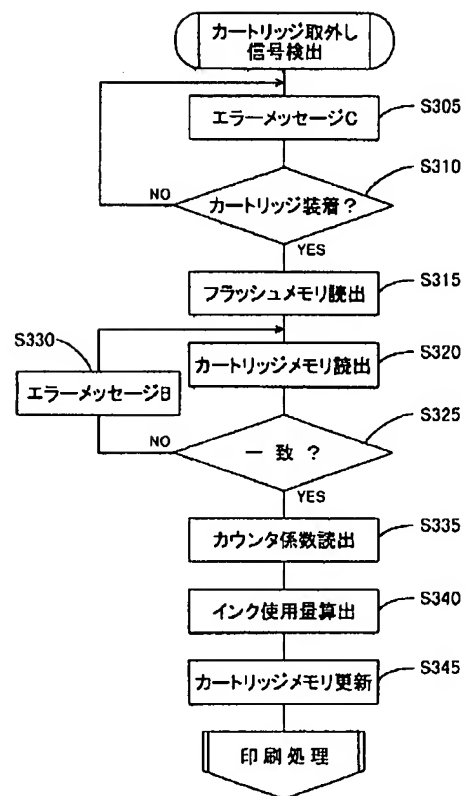 カートリッジ取外し
信号検出
エラーメッセージC
S305
カートリッジ装着?
S310
NO
YES
フラッシュメモリ読出
S315
カートリッジメモリ読出
S320
S330
エラーメッセージB
一致?
S325
NO
YES
カウンタ係数読出
S335
インク使用量算出
S340
カートリッジメモリ更新
S345
印刷処理